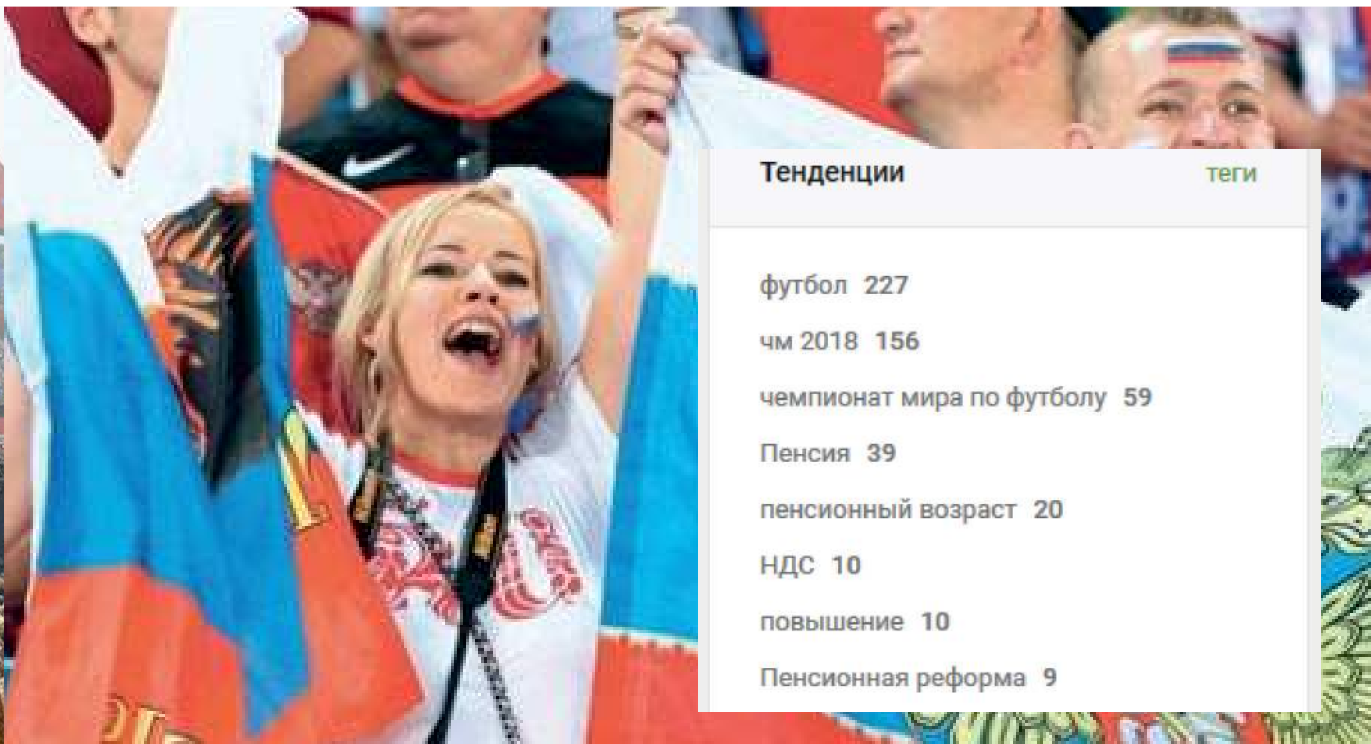 Тенденции теги
футбол 227
чм 2018 156
чемпионат мира по футболу 59
Пенсия 39
пенсионный возраст 20
НДС 10
повышение 10
Пенсионная реформа 9